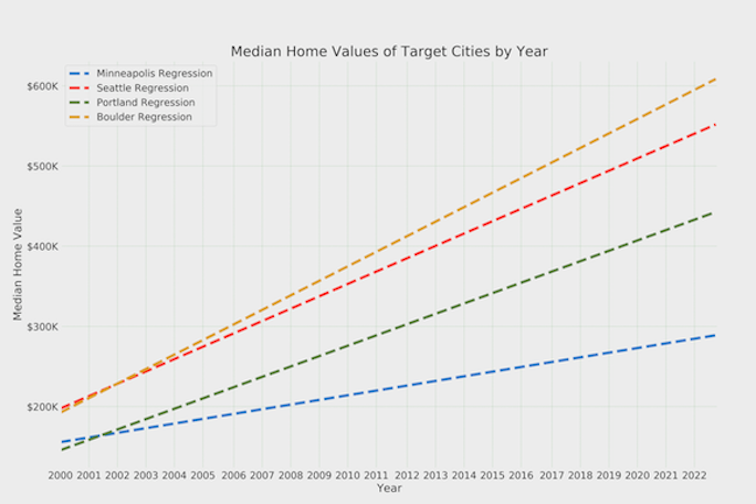 Median Home Values of Target Cities by Year
Minneapolis Regression
Seattle Regression
Portland Regression
Boulder Regression
$600K
$500K
$400K
$300K
$200K
Median Home Value
2000 2001 2002 2003 2004 2005 2006 2007 2008 2009 2010 2011 2012 2013 2014 2015 2016 2017 2018 2019 2020 2021 2022
Year